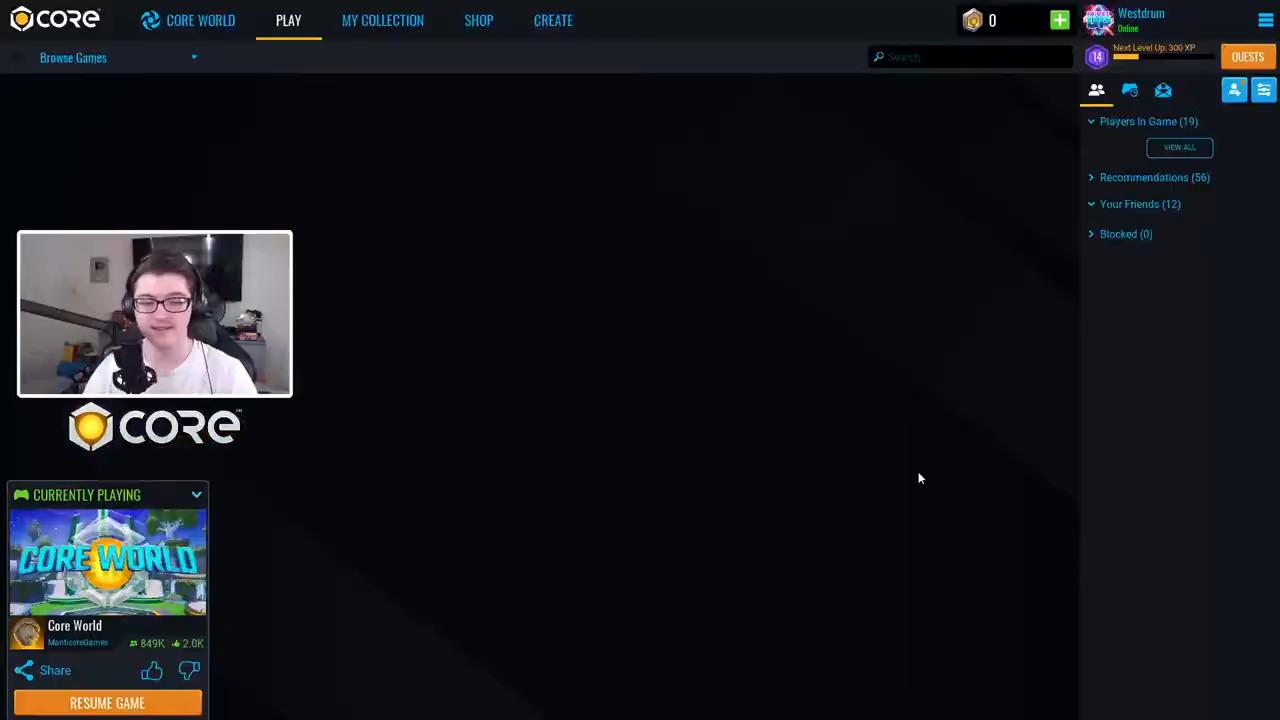 CORE
CORE WORLD
PLAY
MY COLLECTION
SHOP
CREATE
0
Westdrum
Online
Browse Games
Search
14
Next Level Up: 300 XP
QUESTS
Players In Game (19)
VIEW ALL
Recommendations (56)
Your Friends (12)
Blocked (0)
CORE™
CURRENTLY PLAYING
CORE WORLD
Core World
ManticoreGames
849K
2.0K
Share
RESUME GAME